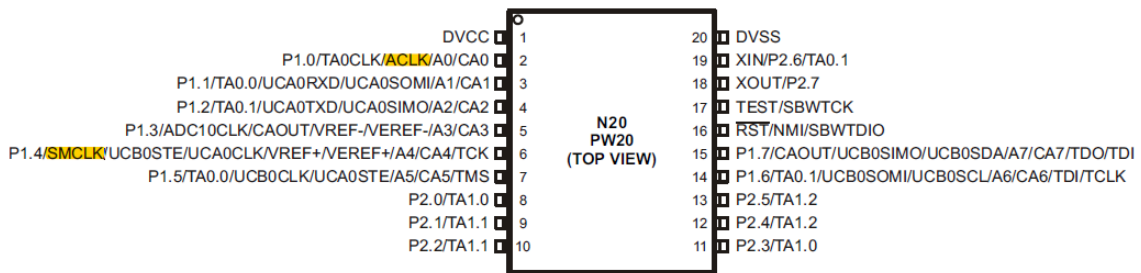 DVCC 1 20 DVSS
P1.0/TA0CLK/ACLK/A0/CA0 2 19 XIN/P2.6/TA0.1
P1.1/TA0.0/UCA0RXD/UCA0SOMI/A1/CA1 3 18 XOUT/P2.7
P1.2/TA0.1/UCA0TXD/UCA0SIMO/A2/CA2 4 17 TEST/SBWTCK
P1.3/ADC10CLK/CAOUT/VREF-/VEREF-/A3/CA3 5 16 RST/NMI/SBWTDIO
P1.4/SMCLK/UCB0STE/UCA0CLK/VREF+/VEREF+/A4/CA4/TCK 6 15 P1.7/CAOUT/UCB0SIMO/UCB0SDA/A7/CA7/TDO/TDI
P1.5/TA0.0/UCB0CLK/UCA0STE/A5/CA5/TMS 7 14 P1.6/TA0.1/UCB0SOMI/UCB0SCL/A6/CA6/TDI/TCLK
P2.0/TA1.0 8 13 P2.5/TA1.2
P2.1/TA1.1 9 12 P2.4/TA1.2
P2.2/TA1.1 10 11 P2.3/TA1.0
N20
PW20
(TOP VIEW)